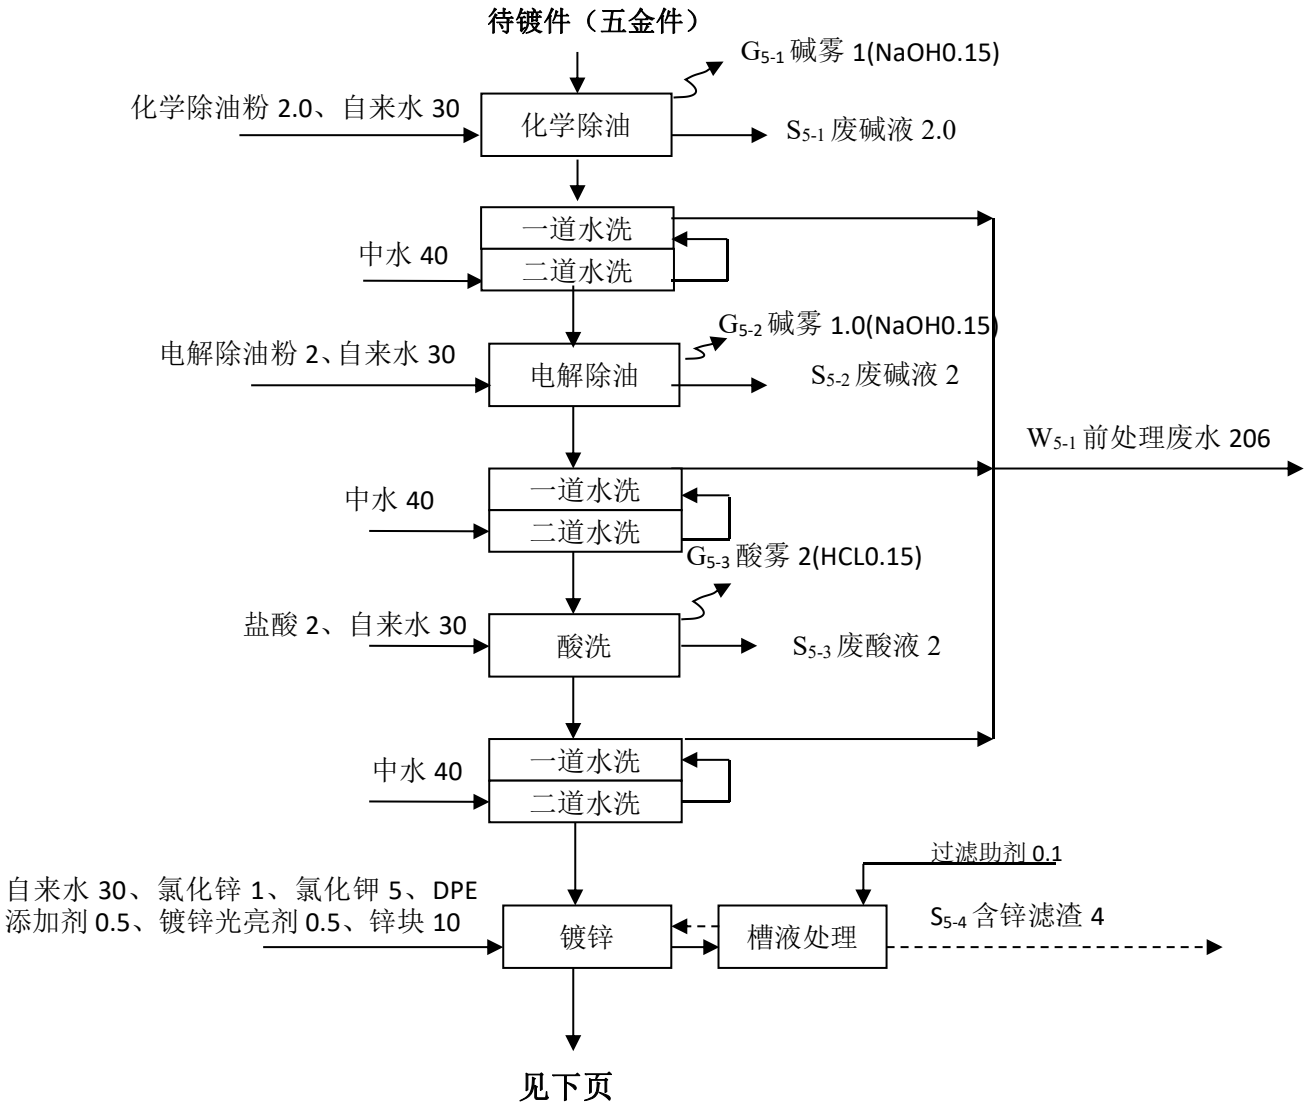 待镀件（五金件）
G5-1 碱雾 1(NaOH0.15)
化学除油粉 2.0、自来水 30
化学除油
S5-1 废碱液 2.0
一道水洗
中水 40
二道水洗
G5-2 碱雾 1.0(NaOH0.15)
电解除油粉 2、自来水 30
电解除油
S5-2 废碱液 2
W5-1 前处理废水 206
一道水洗
中水 40
二道水洗
G5-3 酸雾 2(HCL0.15)
盐酸 2、自来水 30
酸洗
S5-3 废酸液 2
一道水洗
中水 40
二道水洗
过滤助剂 0.1
自来水 30、氯化锌 1、氯化钾 5、DPE
添加剂 0.5、镀锌光亮剂 0.5、锌块 10
镀锌
槽液处理
S5-4 含锌滤渣 4
见下页